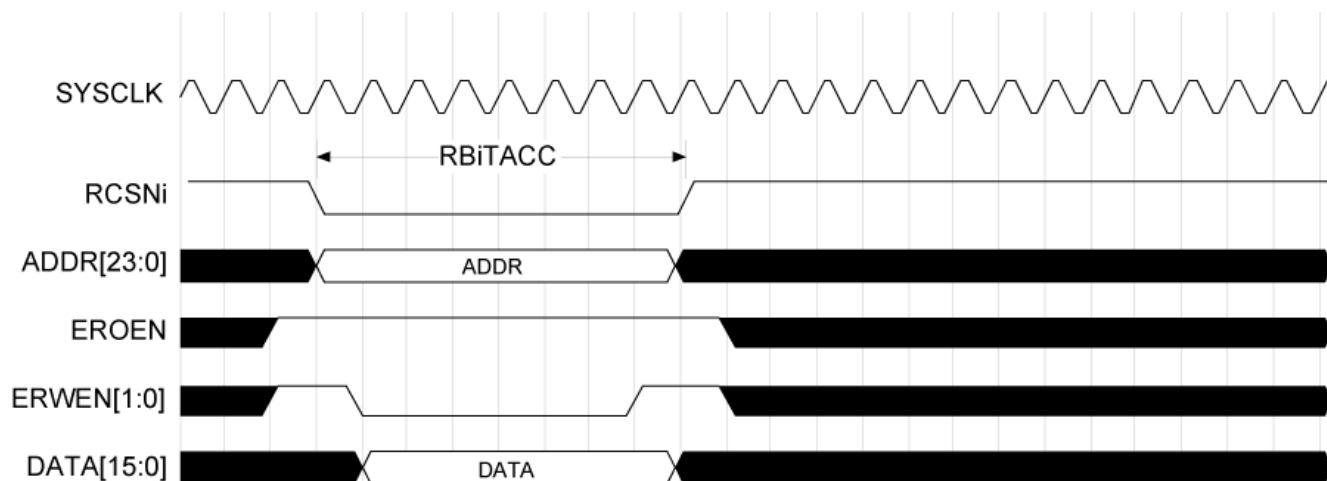 SYSCLK
RBiTACC
RCSNi
ADDR[23:0]
ADDR
EROEN
ERWEN[1:0]
DATA[15:0]
DATA